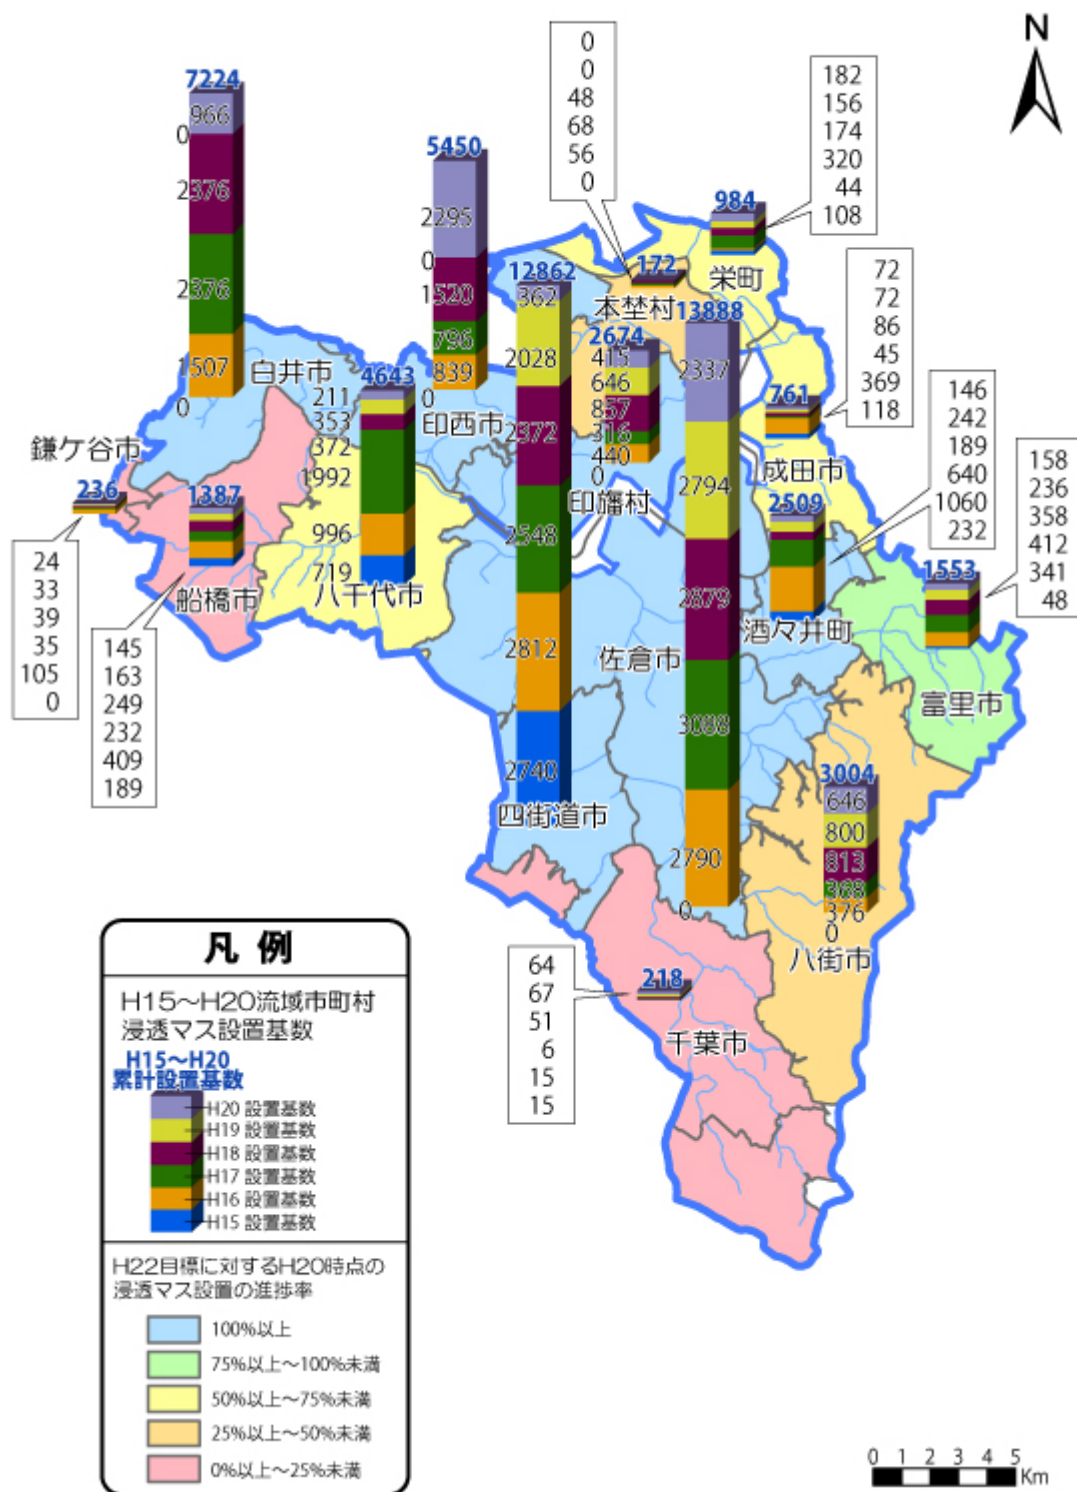 N
7224
966
0
2376
2376
1507
0
白井市
5450
2295
0
1520
796
839
0
印西市
0
0
48
68
56
0
172
本埜村
182
156
174
320
44
108
984
栄町
72
72
86
45
369
118
761
成田市
12862
362
2028
2372
2548
2812
2740
四街道市
2674
415
646
857
316
440
0
印旛村
13888
2337
2794
2879
3088
2790
0
佐倉市
4643
211
353
372
1992
996
719
八千代市
鎌ケ谷市
236
24
33
39
35
105
0
1387
船橋市
145
163
249
232
409
189
146
242
189
640
1060
232
2509
酒々井町
158
236
358
412
341
48
1553
富里市
3004
646
800
813
368
376
0
八街市
64
67
51
6
15
15
218
千葉市
凡 例
H15~H20流域市町村
浸透マス設置基数
H15~H20
累計設置基数
H20 設置基数
H19 設置基数
H18 設置基数
H17 設置基数
H16 設置基数
H15 設置基数
H22目標に対するH20時点の
浸透マス設置の進捗率
100%以上
75%以上~100%未満
50%以上~75%未満
25%以上~50%未満
0%以上~25%未満
0 1 2 3 4 5
Km